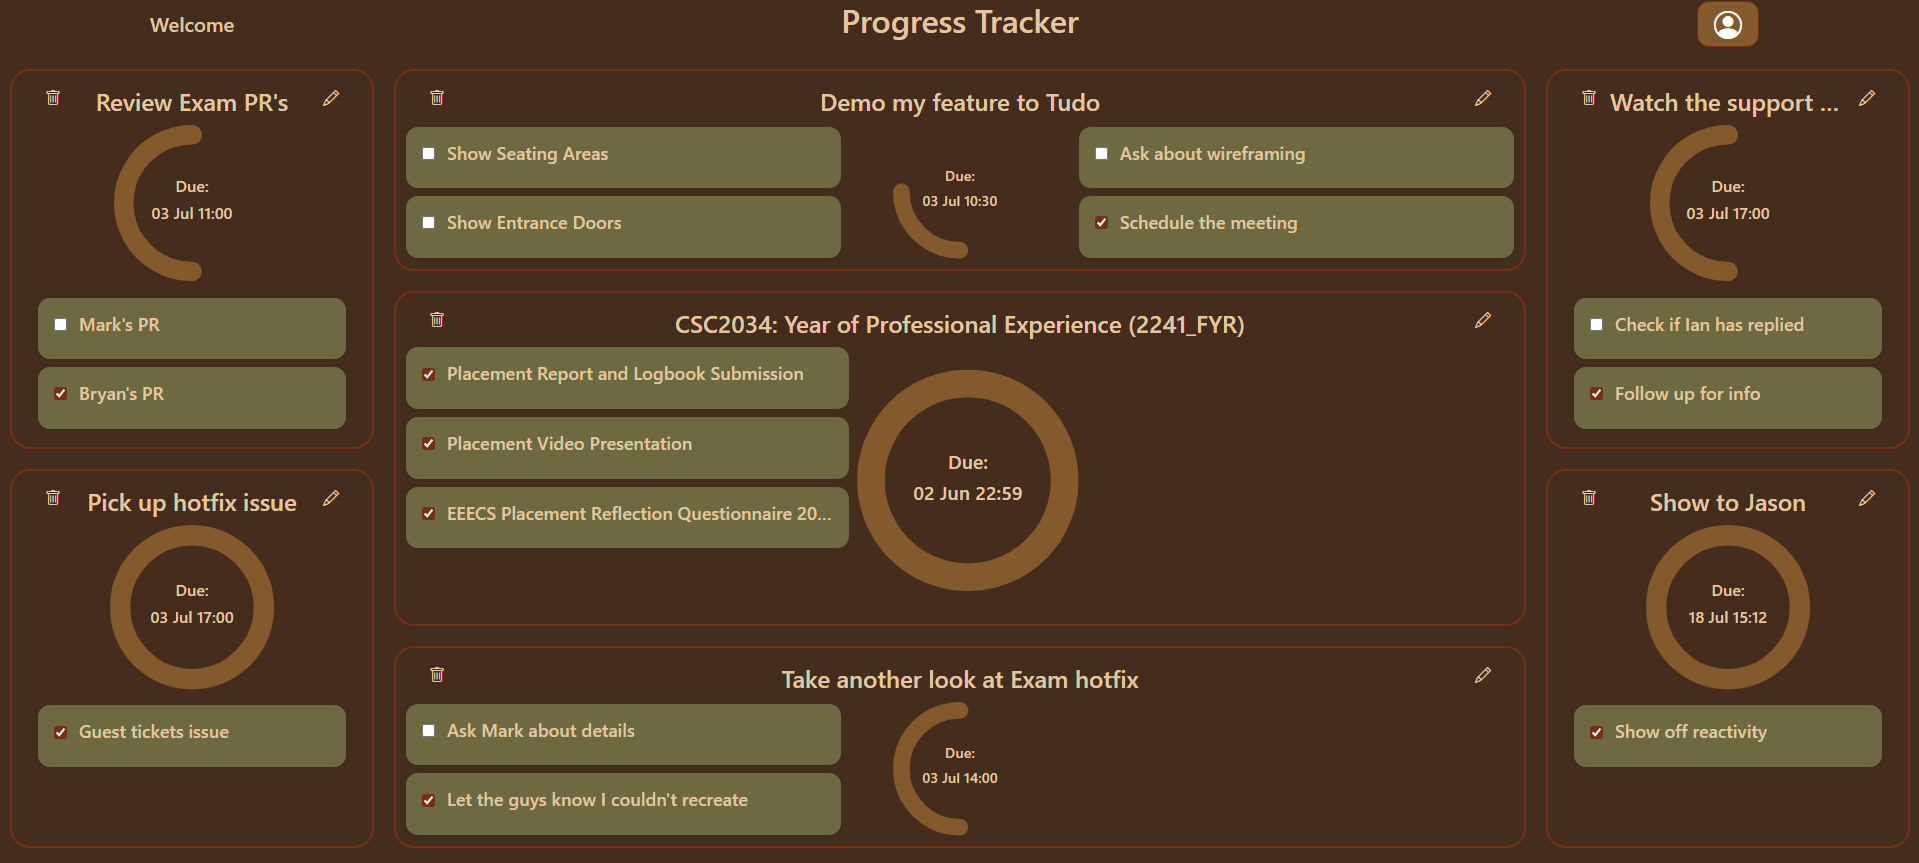 Welcome
Progress Tracker
Review Exam PR's
Due:
03 Jul 11:00
Mark's PR
Bryan's PR
Pick up hotfix issue
Due:
03 Jul 17:00
Guest tickets issue
Demo my feature to Tudo
Show Seating Areas
Show Entrance Doors
Due:
03 Jul 10:30
Ask about wireframing
Schedule the meeting
CSC2034: Year of Professional Experience (2241_FYR)
Placement Report and Logbook Submission
Placement Video Presentation
EEECS Placement Reflection Questionnaire 20...
Due:
02 Jun 22:59
Take another look at Exam hotfix
Ask Mark about details
Let the guys know I couldn't recreate
Due:
03 Jul 14:00
Watch the support ...
Due:
03 Jul 17:00
Check if Ian has replied
Follow up for info
Show to Jason
Due:
18 Jul 15:12
Show off reactivity